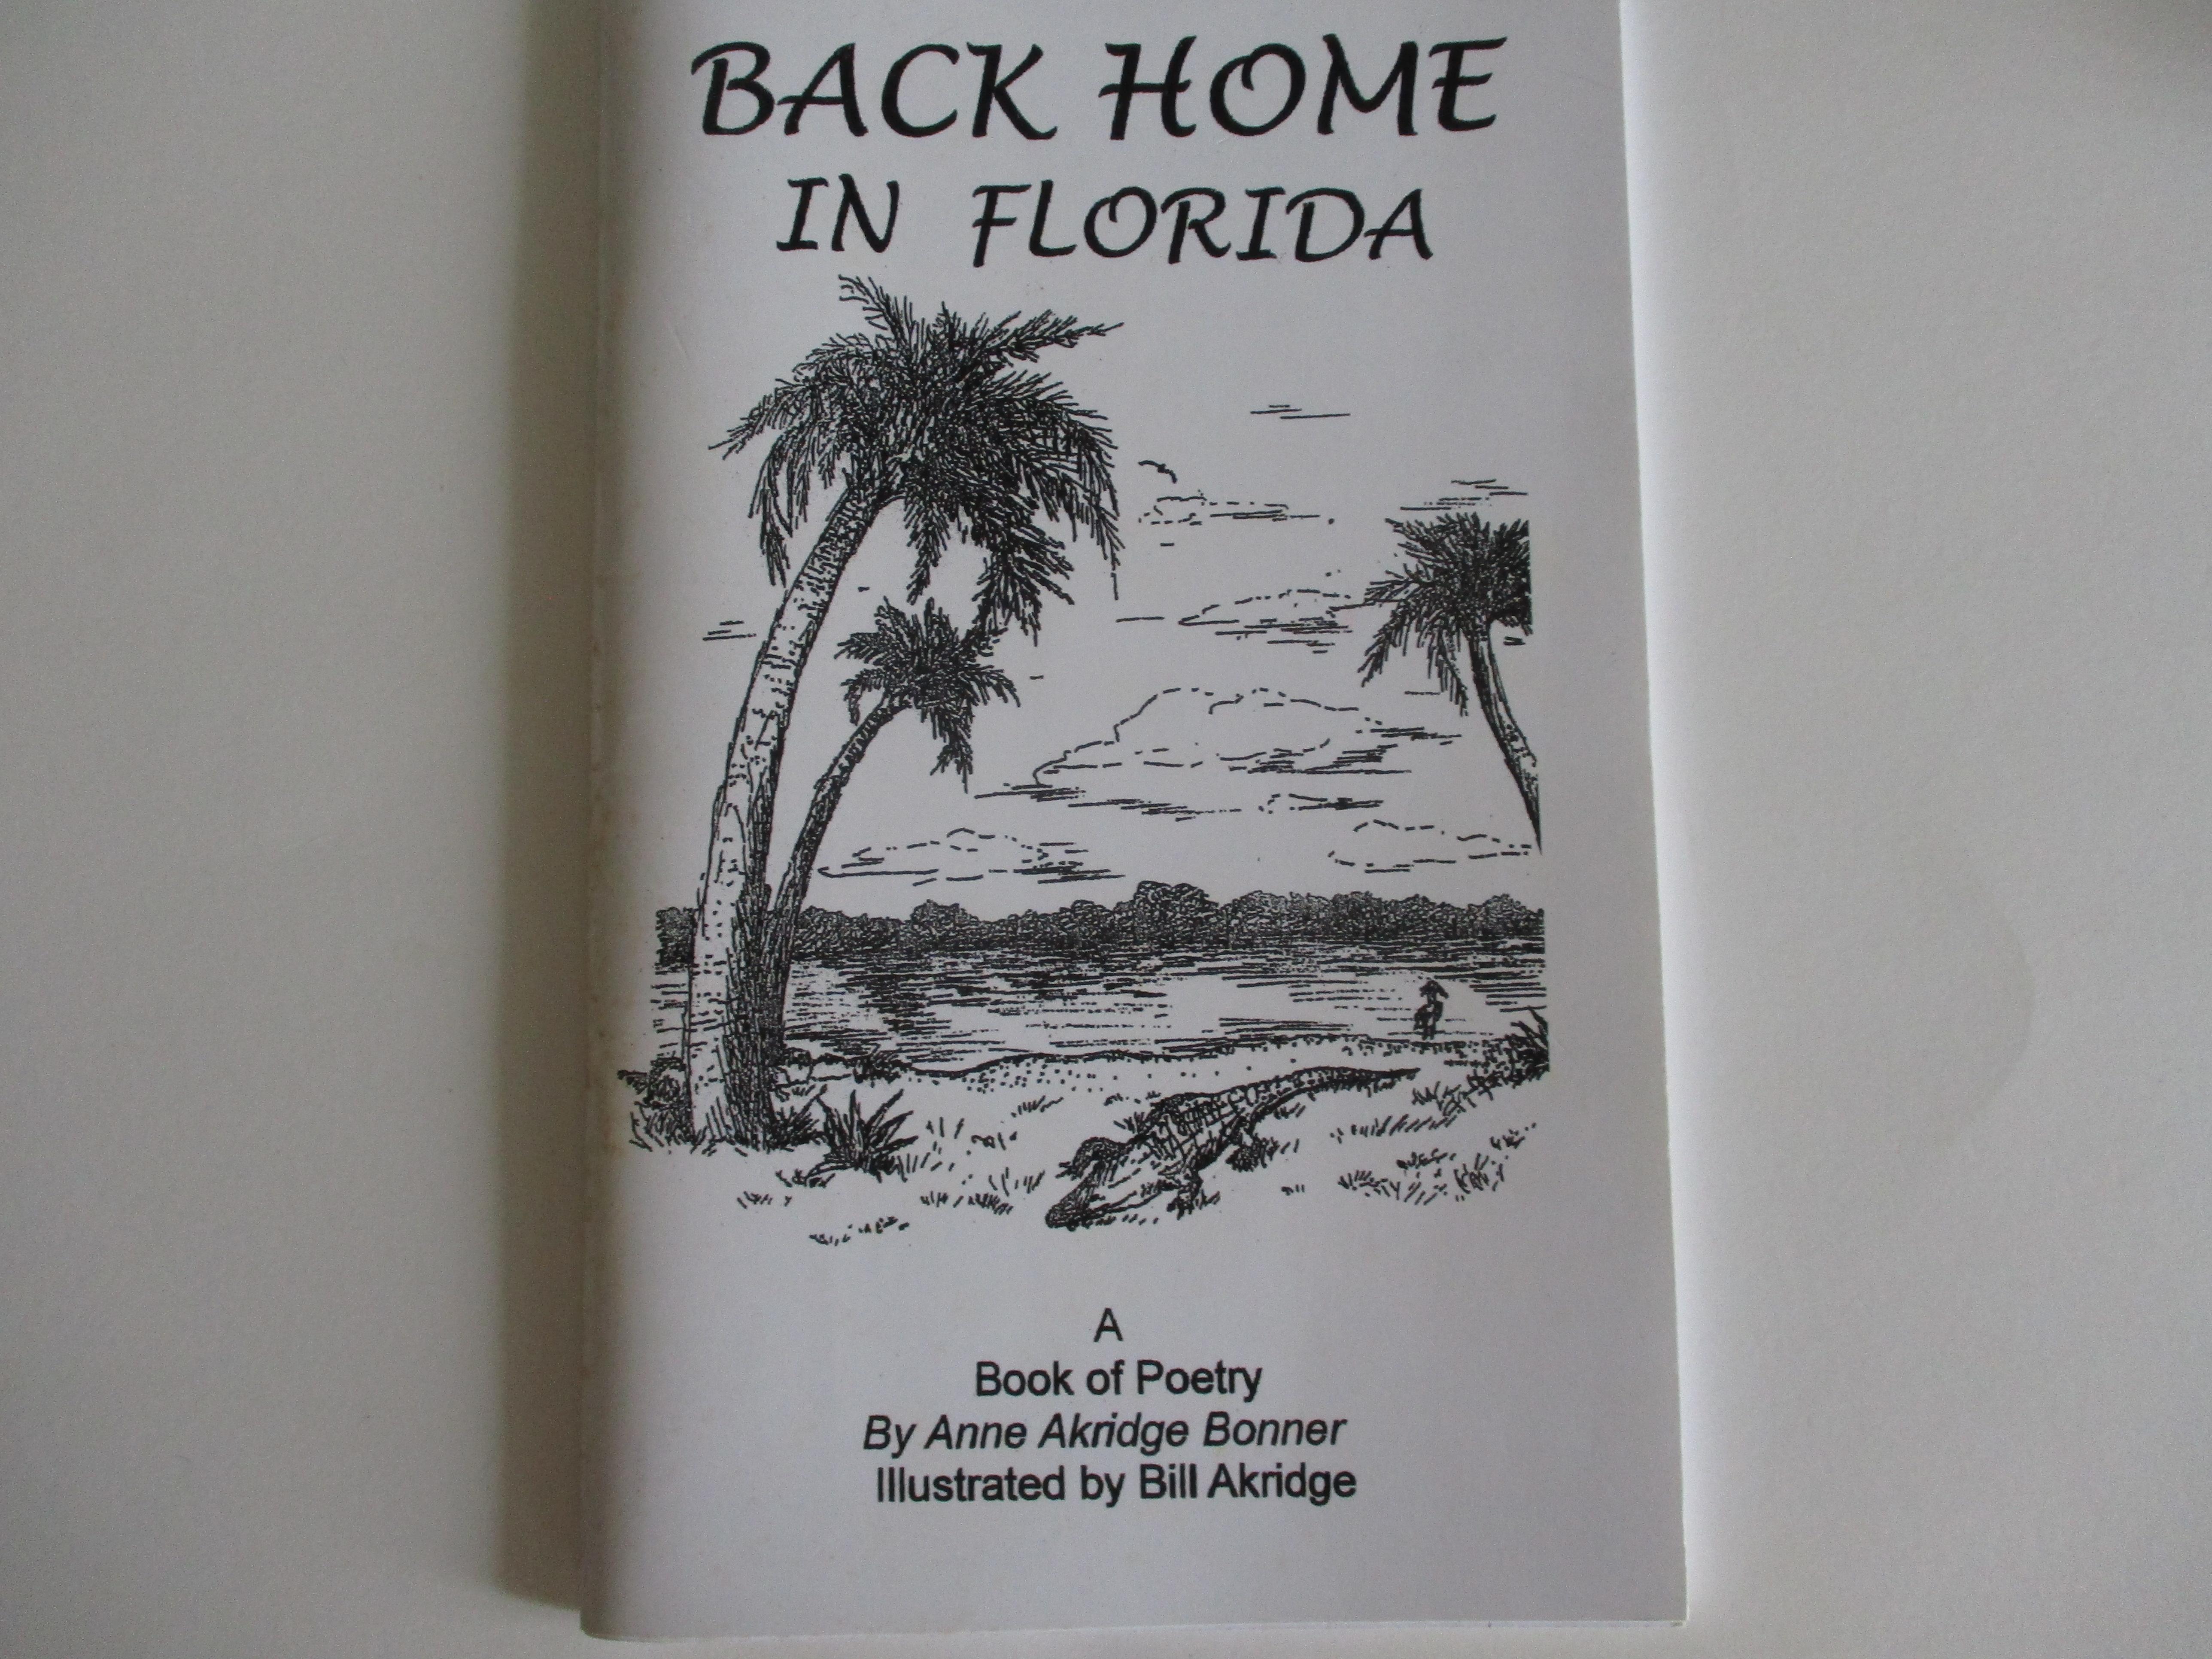 BACK HOME
IN FLORIDA
A
Book of Poetry
By Anne Akridge Bonner
Illustrated by Bill Akridge